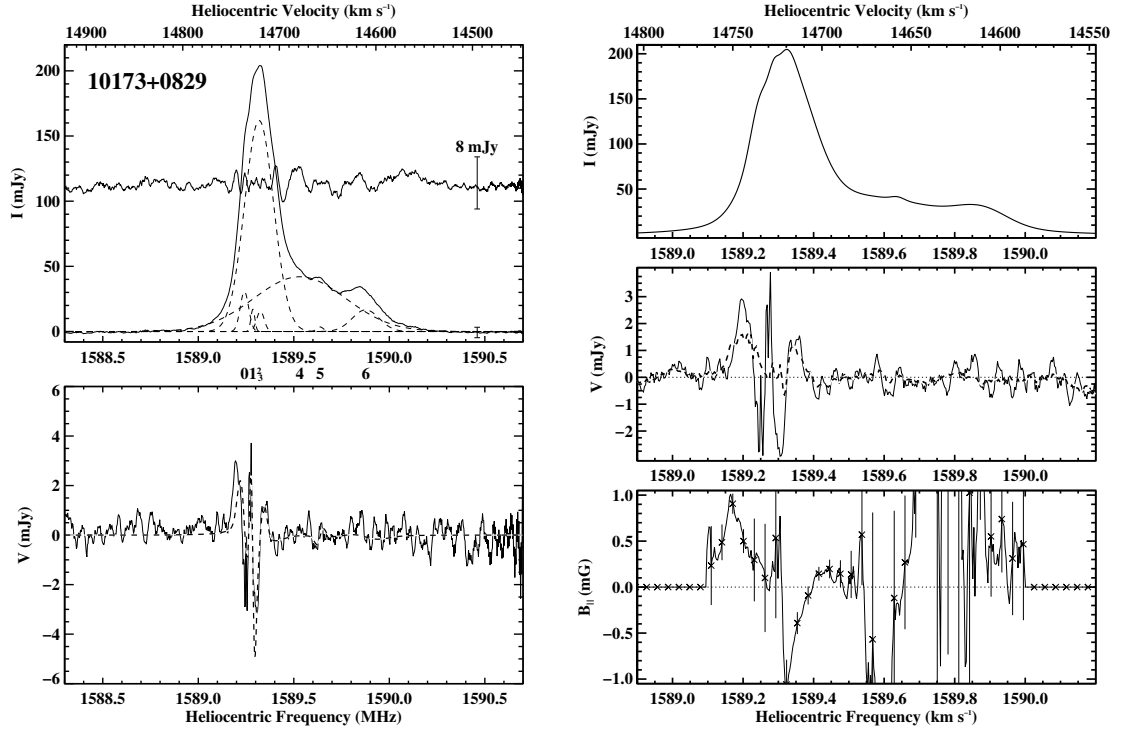 Heliocentric Velocity (km s⁻¹)
14900 14800 14700 14600 14500
10173+0829
8 mJy
I (mJy)
200
150
100
50
0
1588.5 1589.0 1589.5 1590.0 1590.5
0 1 2 3 4 5 6
V (mJy)
6
4
2
0
−2
−4
−6
1588.5 1589.0 1589.5 1590.0 1590.5
Heliocentric Frequency (MHz)
Heliocentric Velocity (km s⁻¹)
14800 14750 14700 14650 14600 14550
I (mJy)
200
150
100
50
1589.0 1589.2 1589.4 1589.6 1589.8 1590.0
V (mJy)
3
2
1
0
−1
−2
1589.0 1589.2 1589.4 1589.6 1589.8 1590.0
B|| (mG)
1.0
0.5
0.0
−0.5
−1.0
1589.0 1589.2 1589.4 1589.6 1589.8 1590.0
Heliocentric Frequency (km s⁻¹)